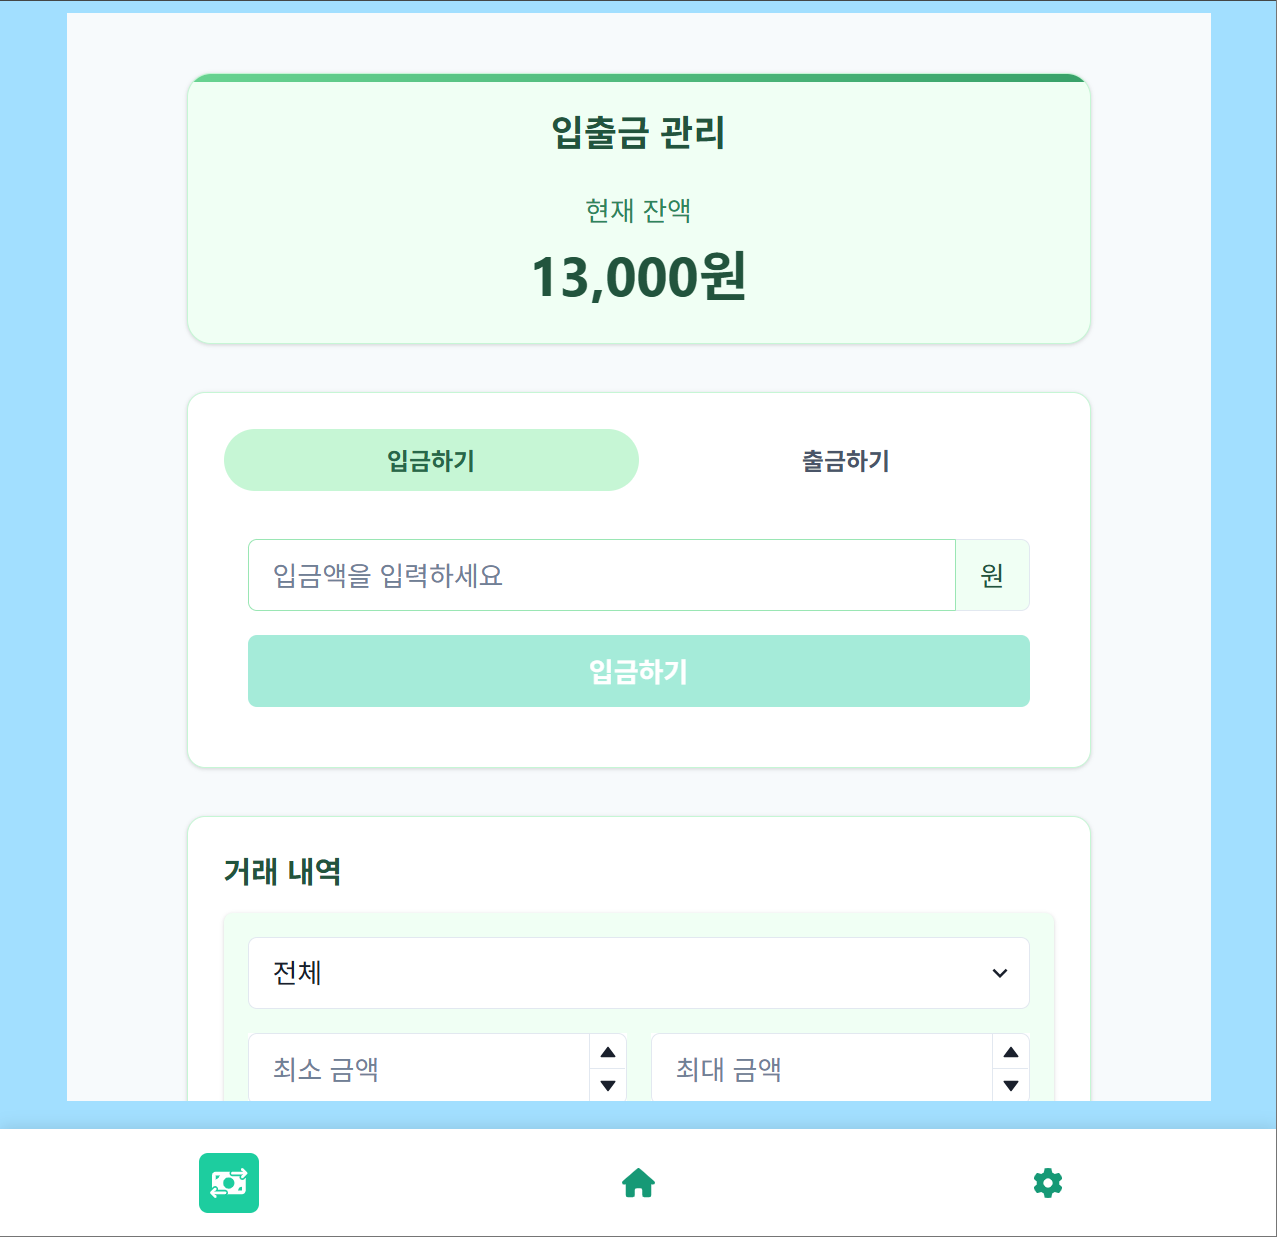 입출금 관리
현재 잔액
13,000원
입금하기
출금하기
입금액을 입력하세요
원
입금하기
거래 내역
전체
최소 금액
최대 금액